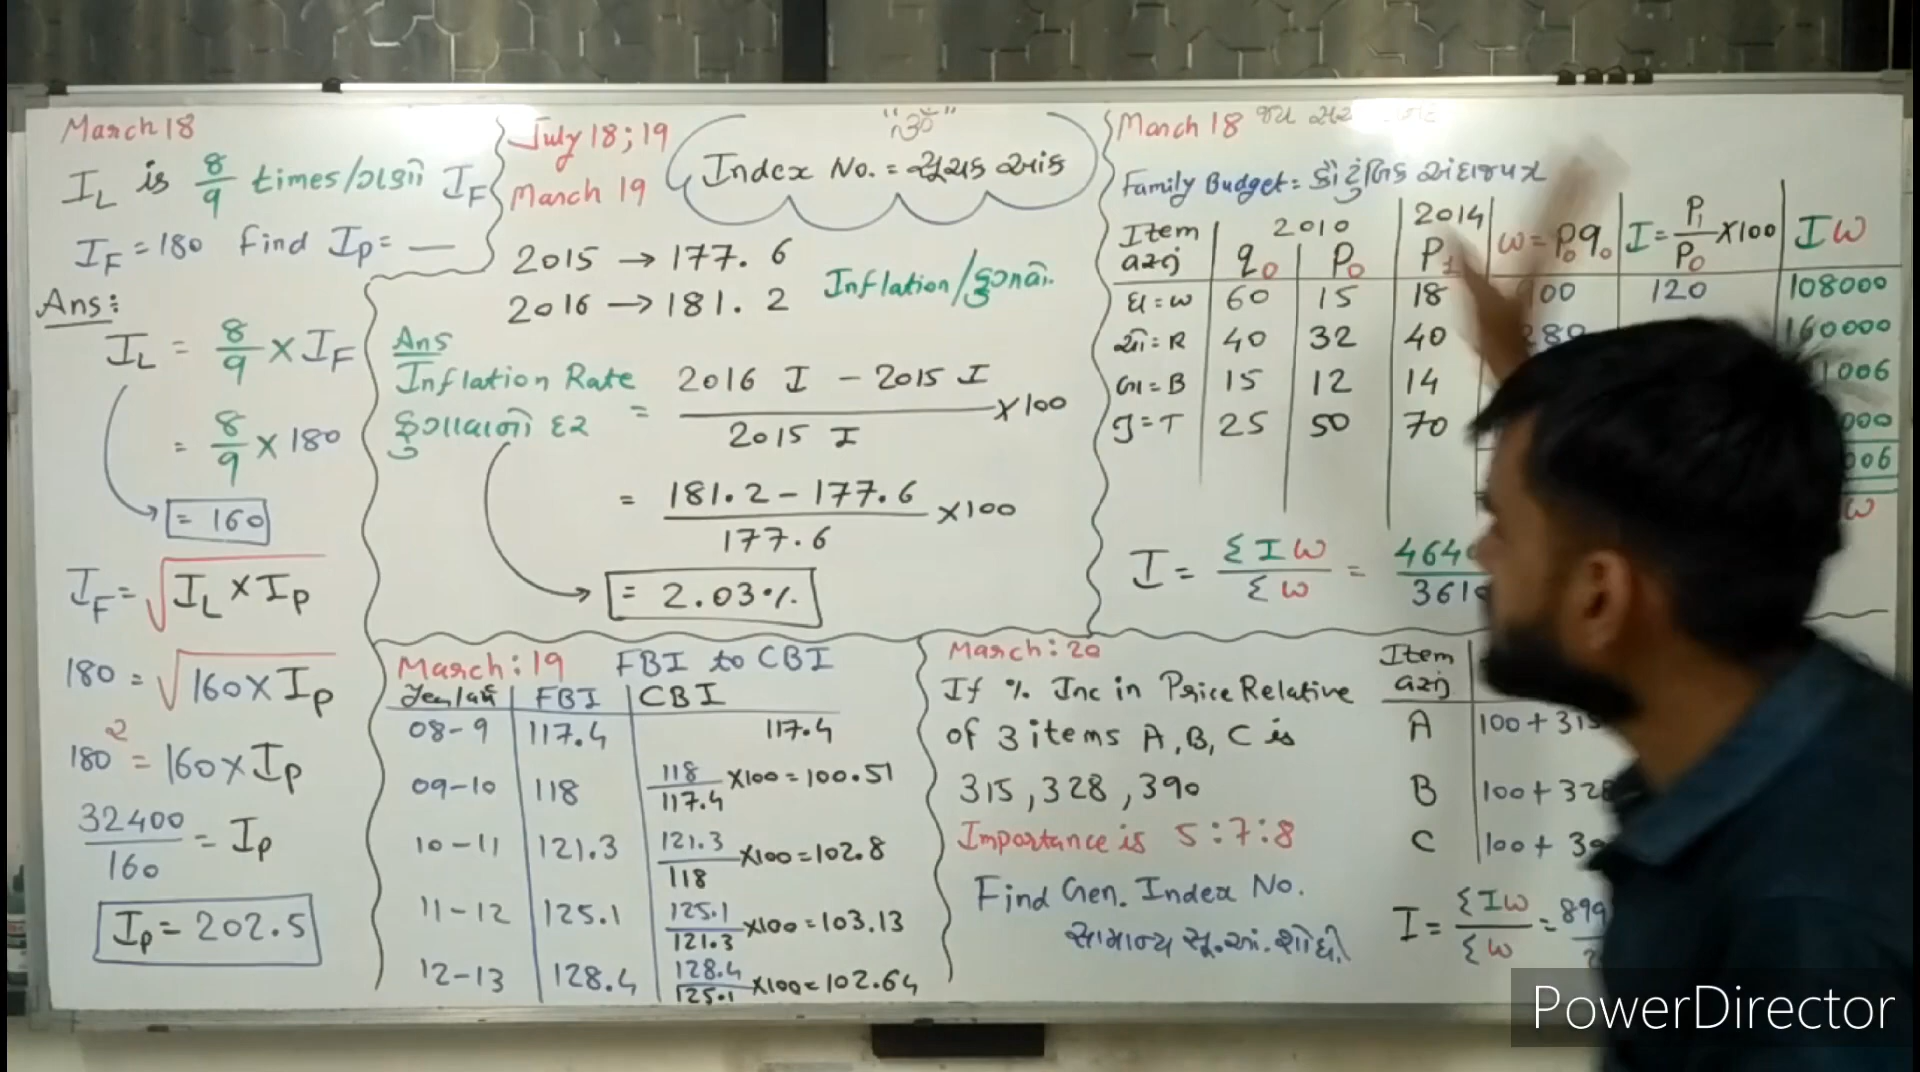 March 18
I_L is 8/9 times/ગણો I_F
I_F = 180 find I_P = —
Ans:
I_L = 8/9 × I_F
= 8/9 × 180
= 160
I_F = √(I_L × I_P)
180 = √(160 × I_P)
180² = 160 × I_P
32400/160 = I_P
I_P = 202.5
July 18; 19
March 19
"ૐ"
Index No. = સૂચક આંક
2015 → 177.6
2016 → 181.2
Inflation/ફુગાવો.
Ans
Inflation Rate
ફુગાવાનો દર
= (2016 I - 2015 I)/(2015 I) × 100
= (181.2 - 177.6)/177.6 × 100
= 2.03%
March: 19 FBI to CBI
FBI CBI
08-9 117.4 117.4
09-10 118 118/117.4 × 100 = 100.51
10-11 121.3 121.3/118 × 100 = 102.8
11-12 125.1 125.1/121.3 × 100 = 103.13
12-13 128.4 128.4/125.1 × 100 = 102.64
March 18
Family Budget = કૌટુંબિક અંદાજપત્ર
Item 2010 2014
q₀ P₀ P₁ w = P₀q₀ I = P₁/P₀ × 100 Iw
ઘ = w 60 15 18 900 120 108000
ચો = R 40 32 40 280 160000
બા = B 15 12 14 1006
તુ = T 25 50 70 000
006
w
I = ΣIw/Σw = 464/361
March: 20
If % Inc in Price Relative
of 3 items A, B, C is
315, 328, 390
Importance is 5:7:8
Find Gen. Index No.
સામાન્ય સૂ.આં. શોધો
Item
A 100 + 315
B 100 + 328
C 100 + 39
I = ΣIw/Σw = 899
PowerDirector